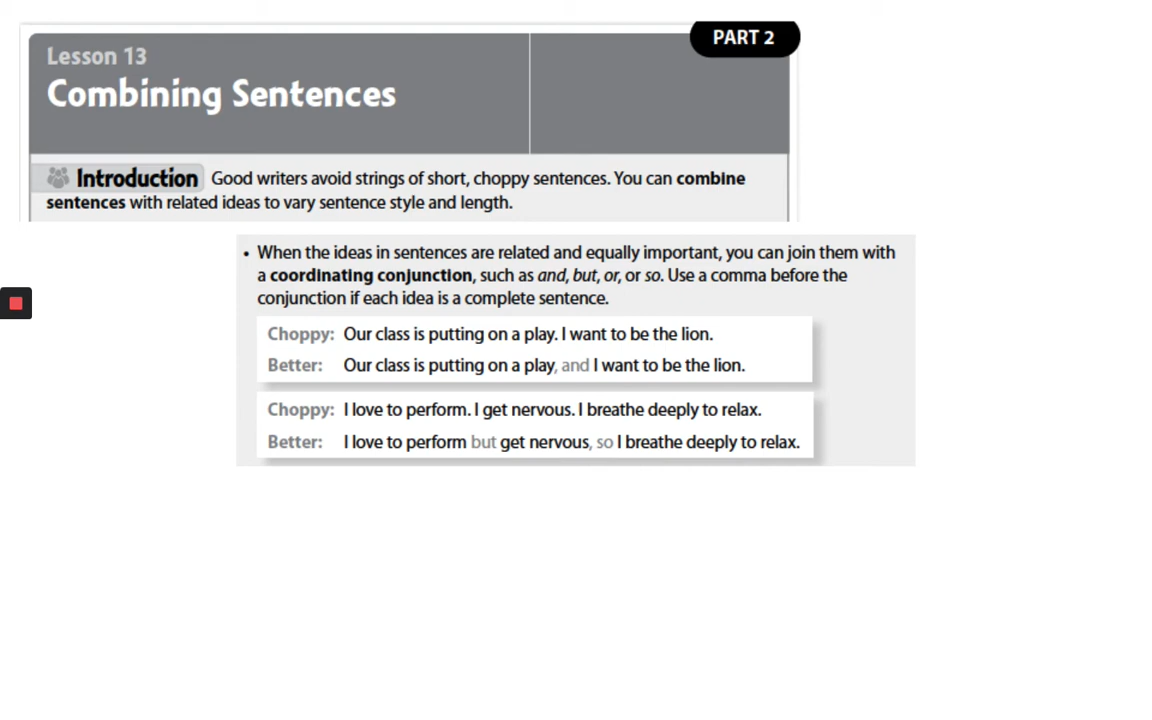 PART 2
Lesson 13
Combining Sentences
Introduction Good writers avoid strings of short, choppy sentences. You can combine
sentences with related ideas to vary sentence style and length.
• When the ideas in sentences are related and equally important, you can join them with
a coordinating conjunction, such as and, but, or, or so. Use a comma before the
conjunction if each idea is a complete sentence.
Choppy: Our class is putting on a play. I want to be the lion.
Better: Our class is putting on a play, and I want to be the lion.
Choppy: I love to perform. I get nervous. I breathe deeply to relax.
Better: I love to perform but get nervous, so I breathe deeply to relax.